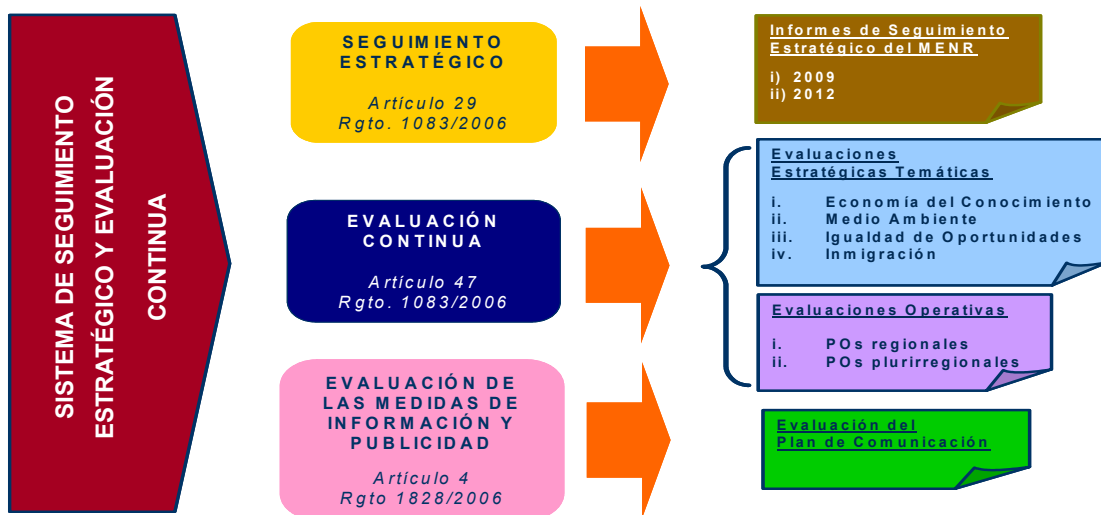 SISTEMA DE SEGUIMIENTO
ESTRATÉGICO Y EVALUACIÓN
CONTINUA
SEGUIMIENTO
ESTRATÉGICO
Artículo 29
Rgto. 1083/2006
Informes de Seguimiento
Estratégico del MENR
i) 2009
ii) 2012
EVALUACIÓN
CONTINUA
Artículo 47
Rgto. 1083/2006
Evaluaciones
Estratégicas Temáticas
i. Economía del Conocimiento
ii. Medio Ambiente
iii. Igualdad de Oportunidades
iv. Inmigración
Evaluaciones Operativas
i. POs regionales
ii. POs plurirregionales
EVALUACIÓN DE
LAS MEDIDAS DE
INFORMACIÓN Y
PUBLICIDAD
Artículo 4
Rgto 1828/2006
Evaluación del
Plan de Comunicación